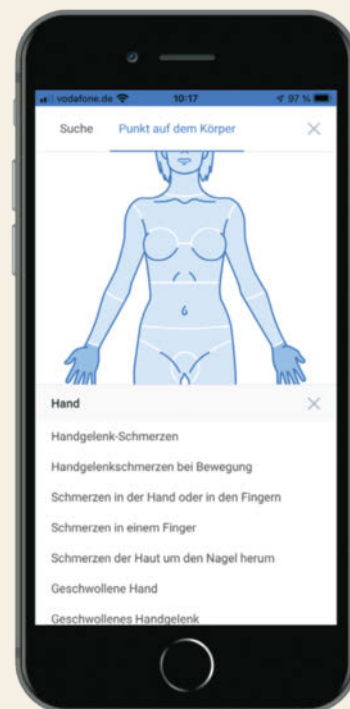 vodafone.de 10:17 97 %
Suche Punkt auf dem Körper
Hand
Handgelenk-Schmerzen
Handgelenkschmerzen bei Bewegung
Schmerzen in der Hand oder in den Fingern
Schmerzen in einem Finger
Schmerzen der Haut um den Nagel herum
Geschwollene Hand
Geschwollenes Handgelenk